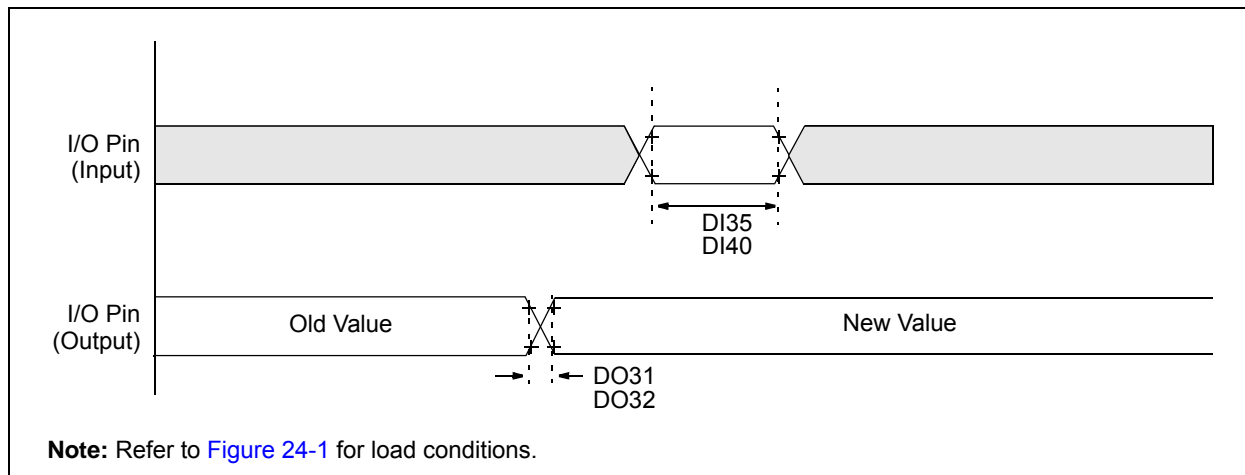 I/O Pin
(Input)
DI35
DI40
I/O Pin
(Output)
Old Value
New Value
DO31
DO32
Note: Refer to Figure 24-1 for load conditions.